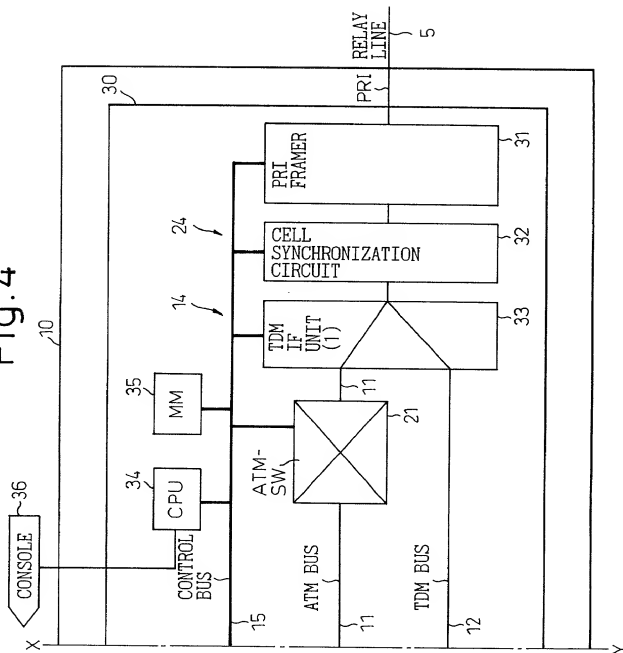 Fig.4
10
30
36
CONSOLE
34
CPU
35
MM
14
24
CONTROL
BUS
15
ATM-
SW
21
ATM BUS
11
11
TDM BUS
12
TDM
IF
UNIT
(1)
33
CELL
SYNCHRONIZATION
CIRCUIT
32
PRI
FRAMER
31
PRI
RELAY
LINE
5
X
Y